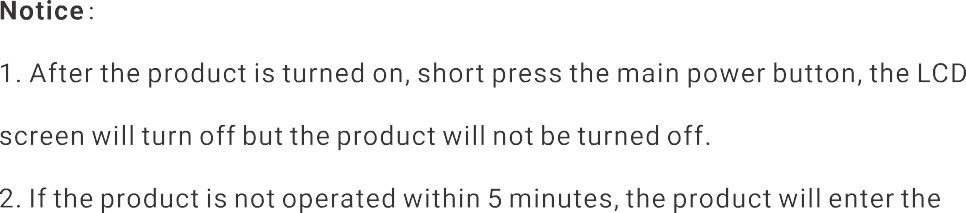 Notice:
1. After the product is turned on, short press the main power button, the LCD
screen will turn off but the product will not be turned off.
2. If the product is not operated within 5 minutes, the product will enter the